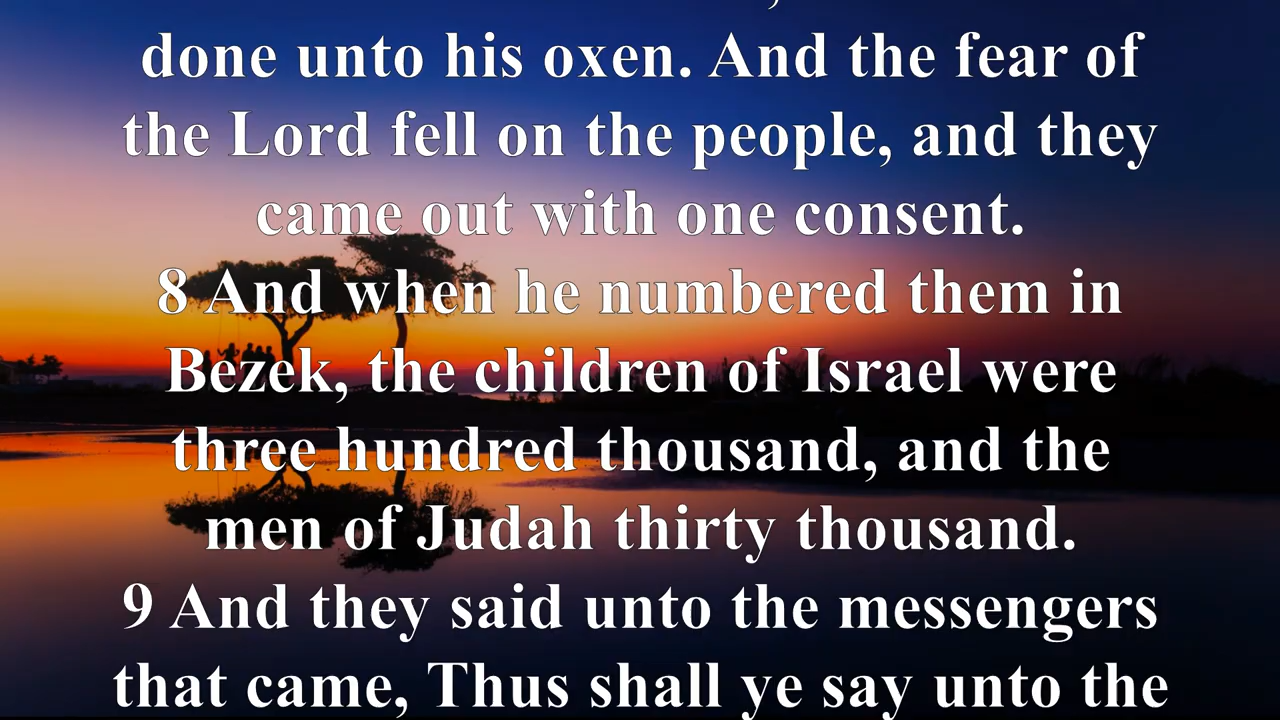 done unto his oxen. And the fear of
the Lord fell on the people, and they
came out with one consent.
8 And when he numbered them in
Bezek, the children of Israel were
three hundred thousand, and the
men of Judah thirty thousand.
9 And they said unto the messengers
that came, Thus shall ye say unto the